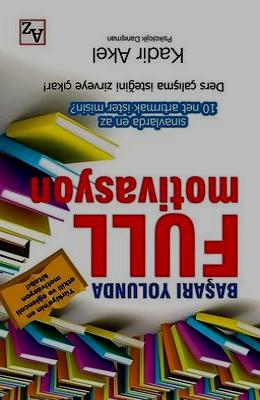 BAŞARI YOLUNDA
FULL
motivasyon
Türkiye'nin en
etkili ve eğlenceli
motivasyon
kitabı!
sınavlarda en az
10 net artırmak ister misin?
Ders çalışma isteğini zirveye çıkar!
Kadir Akel
Psikolojik Danışman
A
Z